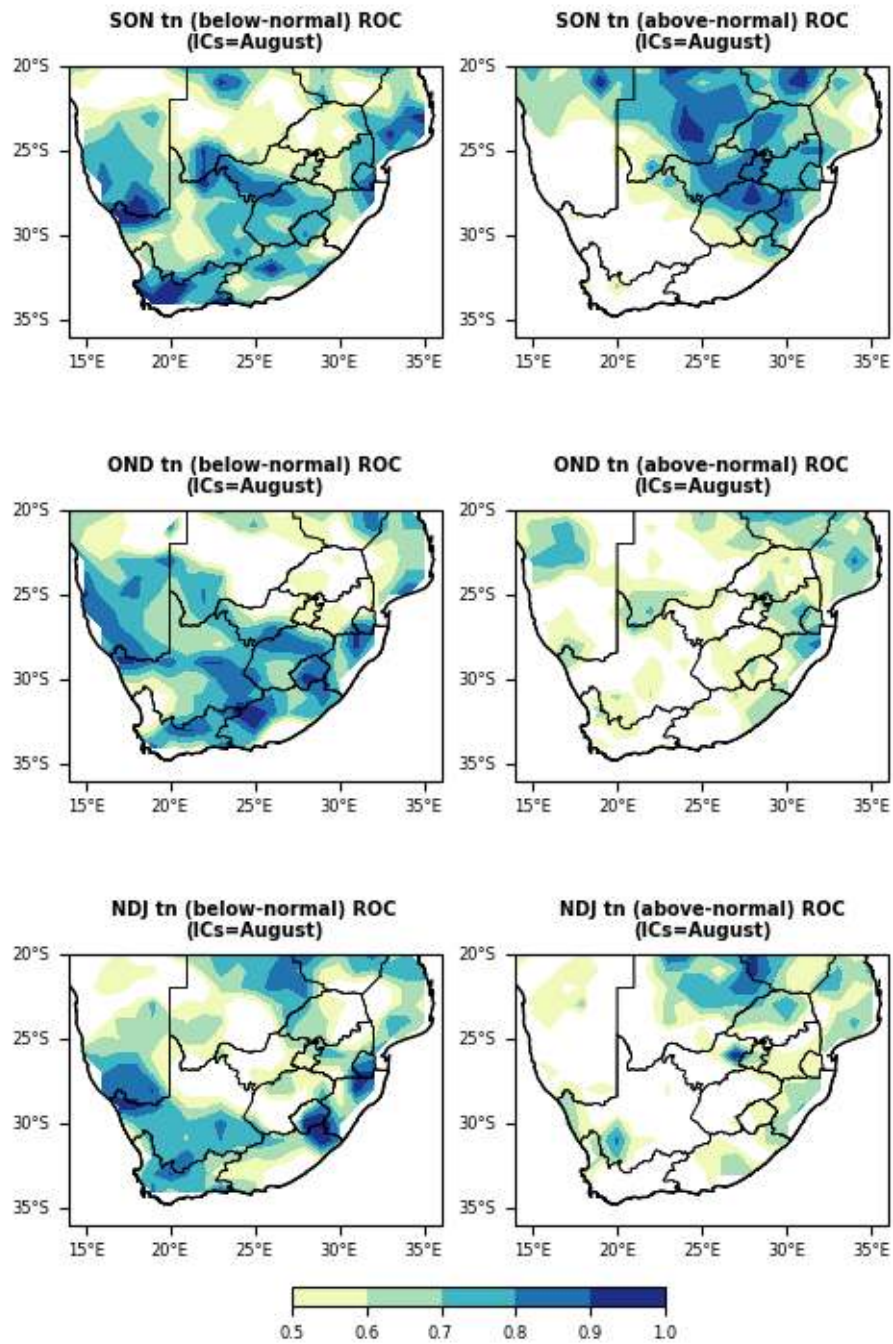 SON tn (below-normal) ROC
(ICs=August)
SON tn (above-normal) ROC
(ICs=August)
20°S
25°S
30°S
35°S
15°E 20°E 25°E 30°E 35°E
20°S
25°S
30°S
35°S
15°E 20°E 25°E 30°E 35°E
OND tn (below-normal) ROC
(ICs=August)
OND tn (above-normal) ROC
(ICs=August)
20°S
25°S
30°S
35°S
15°E 20°E 25°E 30°E 35°E
20°S
25°S
30°S
35°S
15°E 20°E 25°E 30°E 35°E
NDJ tn (below-normal) ROC
(ICs=August)
NDJ tn (above-normal) ROC
(ICs=August)
20°S
25°S
30°S
35°S
15°E 20°E 25°E 30°E 35°E
20°S
25°S
30°S
35°S
15°E 20°E 25°E 30°E 35°E
0.5 0.6 0.7 0.8 0.9 1.0